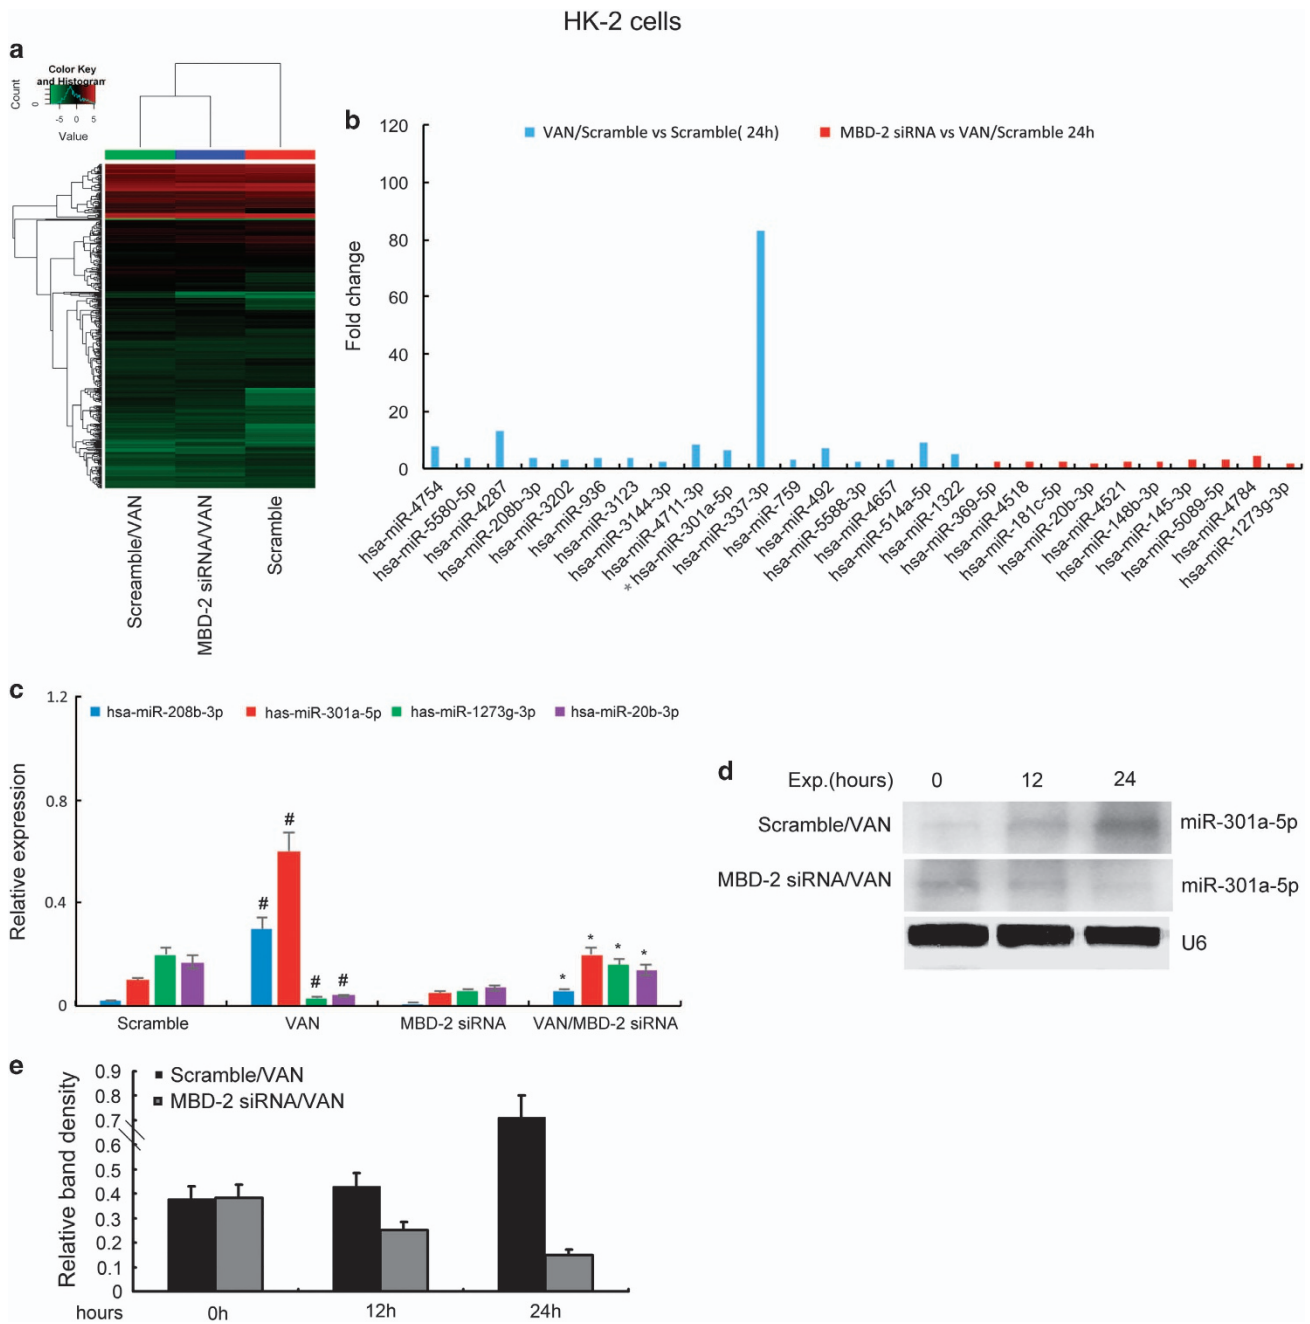 HK-2 cells
a
Color Key
and Histogram
Count
0
-5 0 5
Value
Screamble/VAN
MBD-2 siRNA/VAN
Scramble
b
VAN/Scramble vs Scramble( 24h)
MBD-2 siRNA vs VAN/Scramble 24h
Fold change
120
100
80
60
40
20
0
hsa-miR-4754
hsa-miR-5580-5p
hsa-miR-4287
hsa-miR-208b-3p
hsa-miR-3202
hsa-miR-936
hsa-miR-3123
hsa-miR-3144-3p
hsa-miR-4711-3p
* hsa-miR-301a-5p
hsa-miR-337-3p
hsa-miR-759
hsa-miR-492
hsa-miR-5588-3p
hsa-miR-4657
hsa-miR-514a-5p
hsa-miR-1322
hsa-miR-369-5p
hsa-miR-4518
hsa-miR-181c-5p
hsa-miR-20b-3p
hsa-miR-4521
hsa-miR-148b-3p
hsa-miR-145-3p
hsa-miR-5089-5p
hsa-miR-4784
hsa-miR-1273g-3p
c
hsa-miR-208b-3p
has-miR-301a-5p
has-miR-1273g-3p
hsa-miR-20b-3p
Relative expression
1.2
0.8
0.4
0
# # # #
* * * *
Scramble
VAN
MBD-2 siRNA
VAN/MBD-2 siRNA
d
Exp.(hours) 0 12 24
Scramble/VAN
miR-301a-5p
MBD-2 siRNA/VAN
miR-301a-5p
U6
e
Scramble/VAN
MBD-2 siRNA/VAN
Relative band density
0.9
0.8
0.7
0.6
0.5
0.4
0.3
0.2
0.1
0
hours 0h 12h 24h